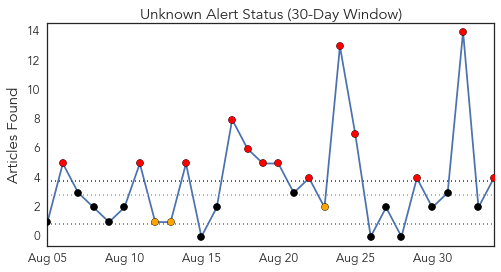 Unknown Alert Status (30-Day Window)
Articles Found
14
12
10
8
6
4
2
0
Aug 05
Aug 10
Aug 15
Aug 20
Aug 25
Aug 30